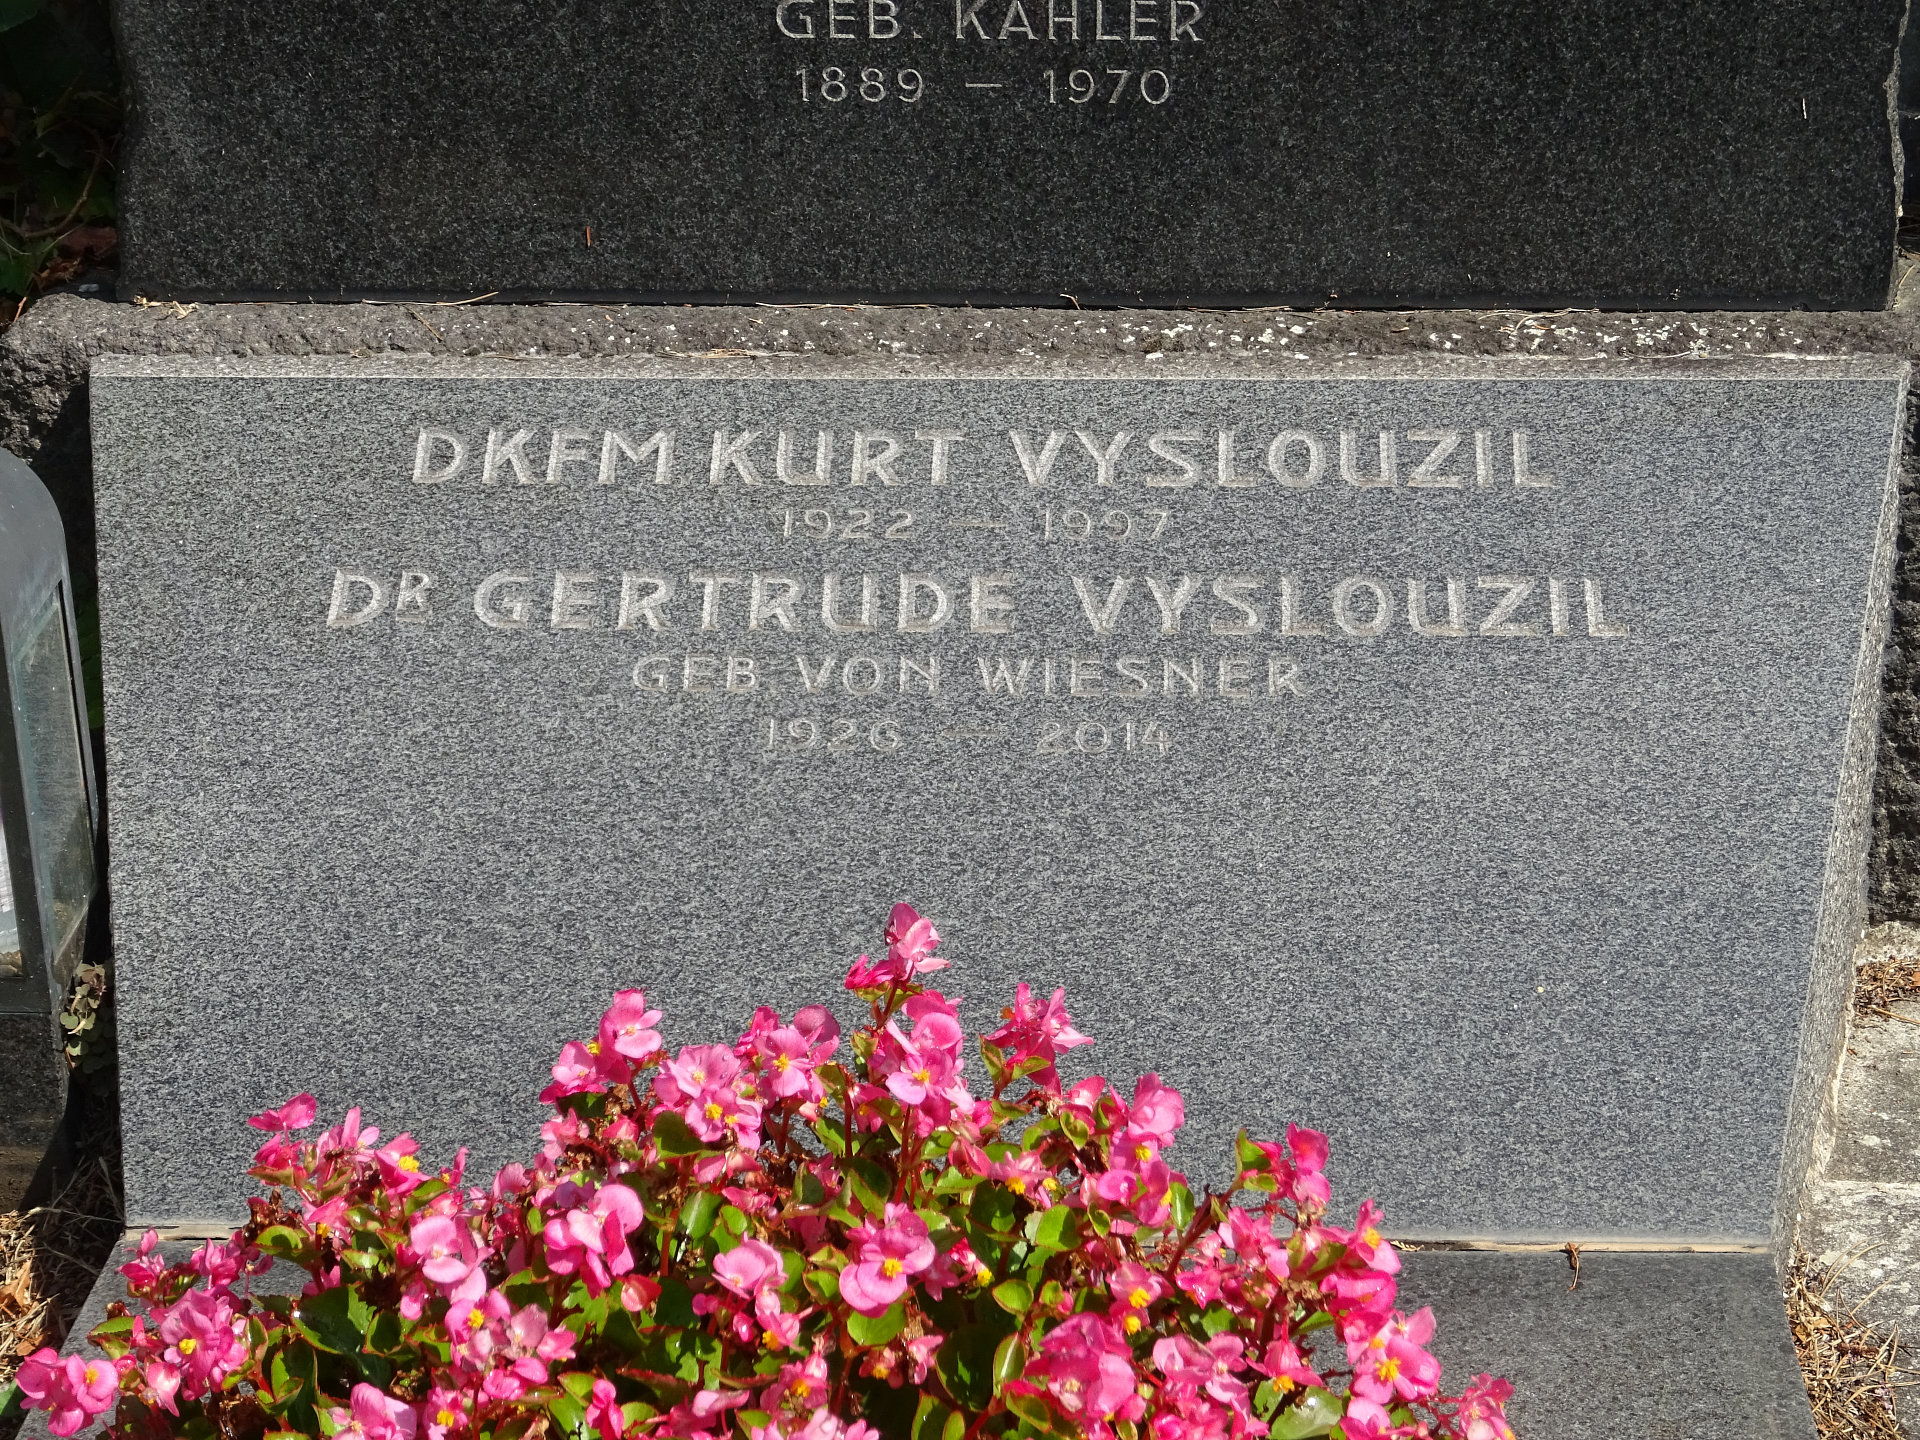 GEB. KAHLER
1889 — 1970
DKFM KURT VYSLOUZIL
1922 — 1997
DR GERTRUDE VYSLOUZIL
GEB. VON WIESNER
1926 — 2014